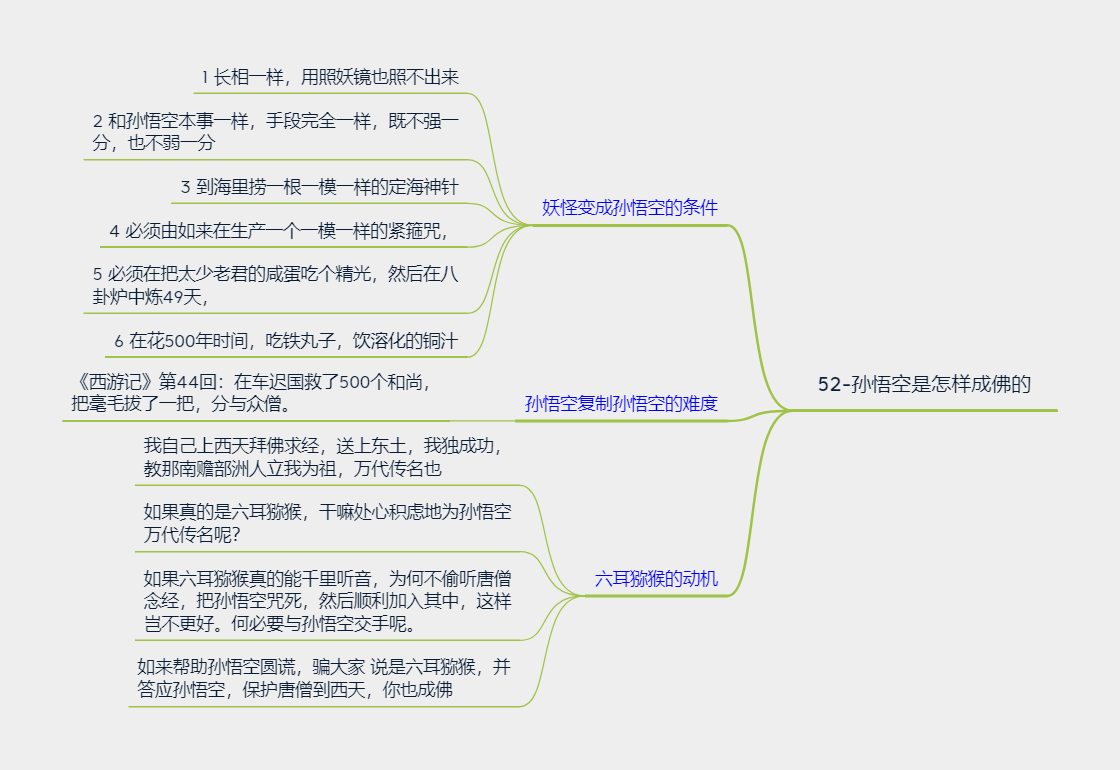 1 长相一样，用照妖镜也照不出来
2 和孙悟空本事一样，手段完全一样，既不强一
分，也不弱一分
3 到海里捞一根一模一样的定海神针
4 必须由如来在生产一个一模一样的紧箍咒，
5 必须在把太少老君的咸蛋吃个精光，然后在八
卦炉中炼49天，
6 在花500年时间，吃铁丸子，饮溶化的铜汁
妖怪变成孙悟空的条件
《西游记》第44回：在车迟国救了500个和尚，
把毫毛拔了一把，分与众僧。
孙悟空复制孙悟空的难度
我自己上西天拜佛求经，送上东土，我独成功，
教那南赡部洲人立我为祖，万代传名也
如果真的是六耳猕猴，干嘛处心积虑地为孙悟空
万代传名呢？
如果六耳猕猴真的能千里听音，为何不偷听唐僧
念经，把孙悟空咒死，然后顺利加入其中，这样
岂不更好。何必要与孙悟空交手呢。
如来帮助孙悟空圆谎，骗大家 说是六耳猕猴，并
答应孙悟空，保护唐僧到西天，你也成佛
六耳猕猴的动机
52-孙悟空是怎样成佛的